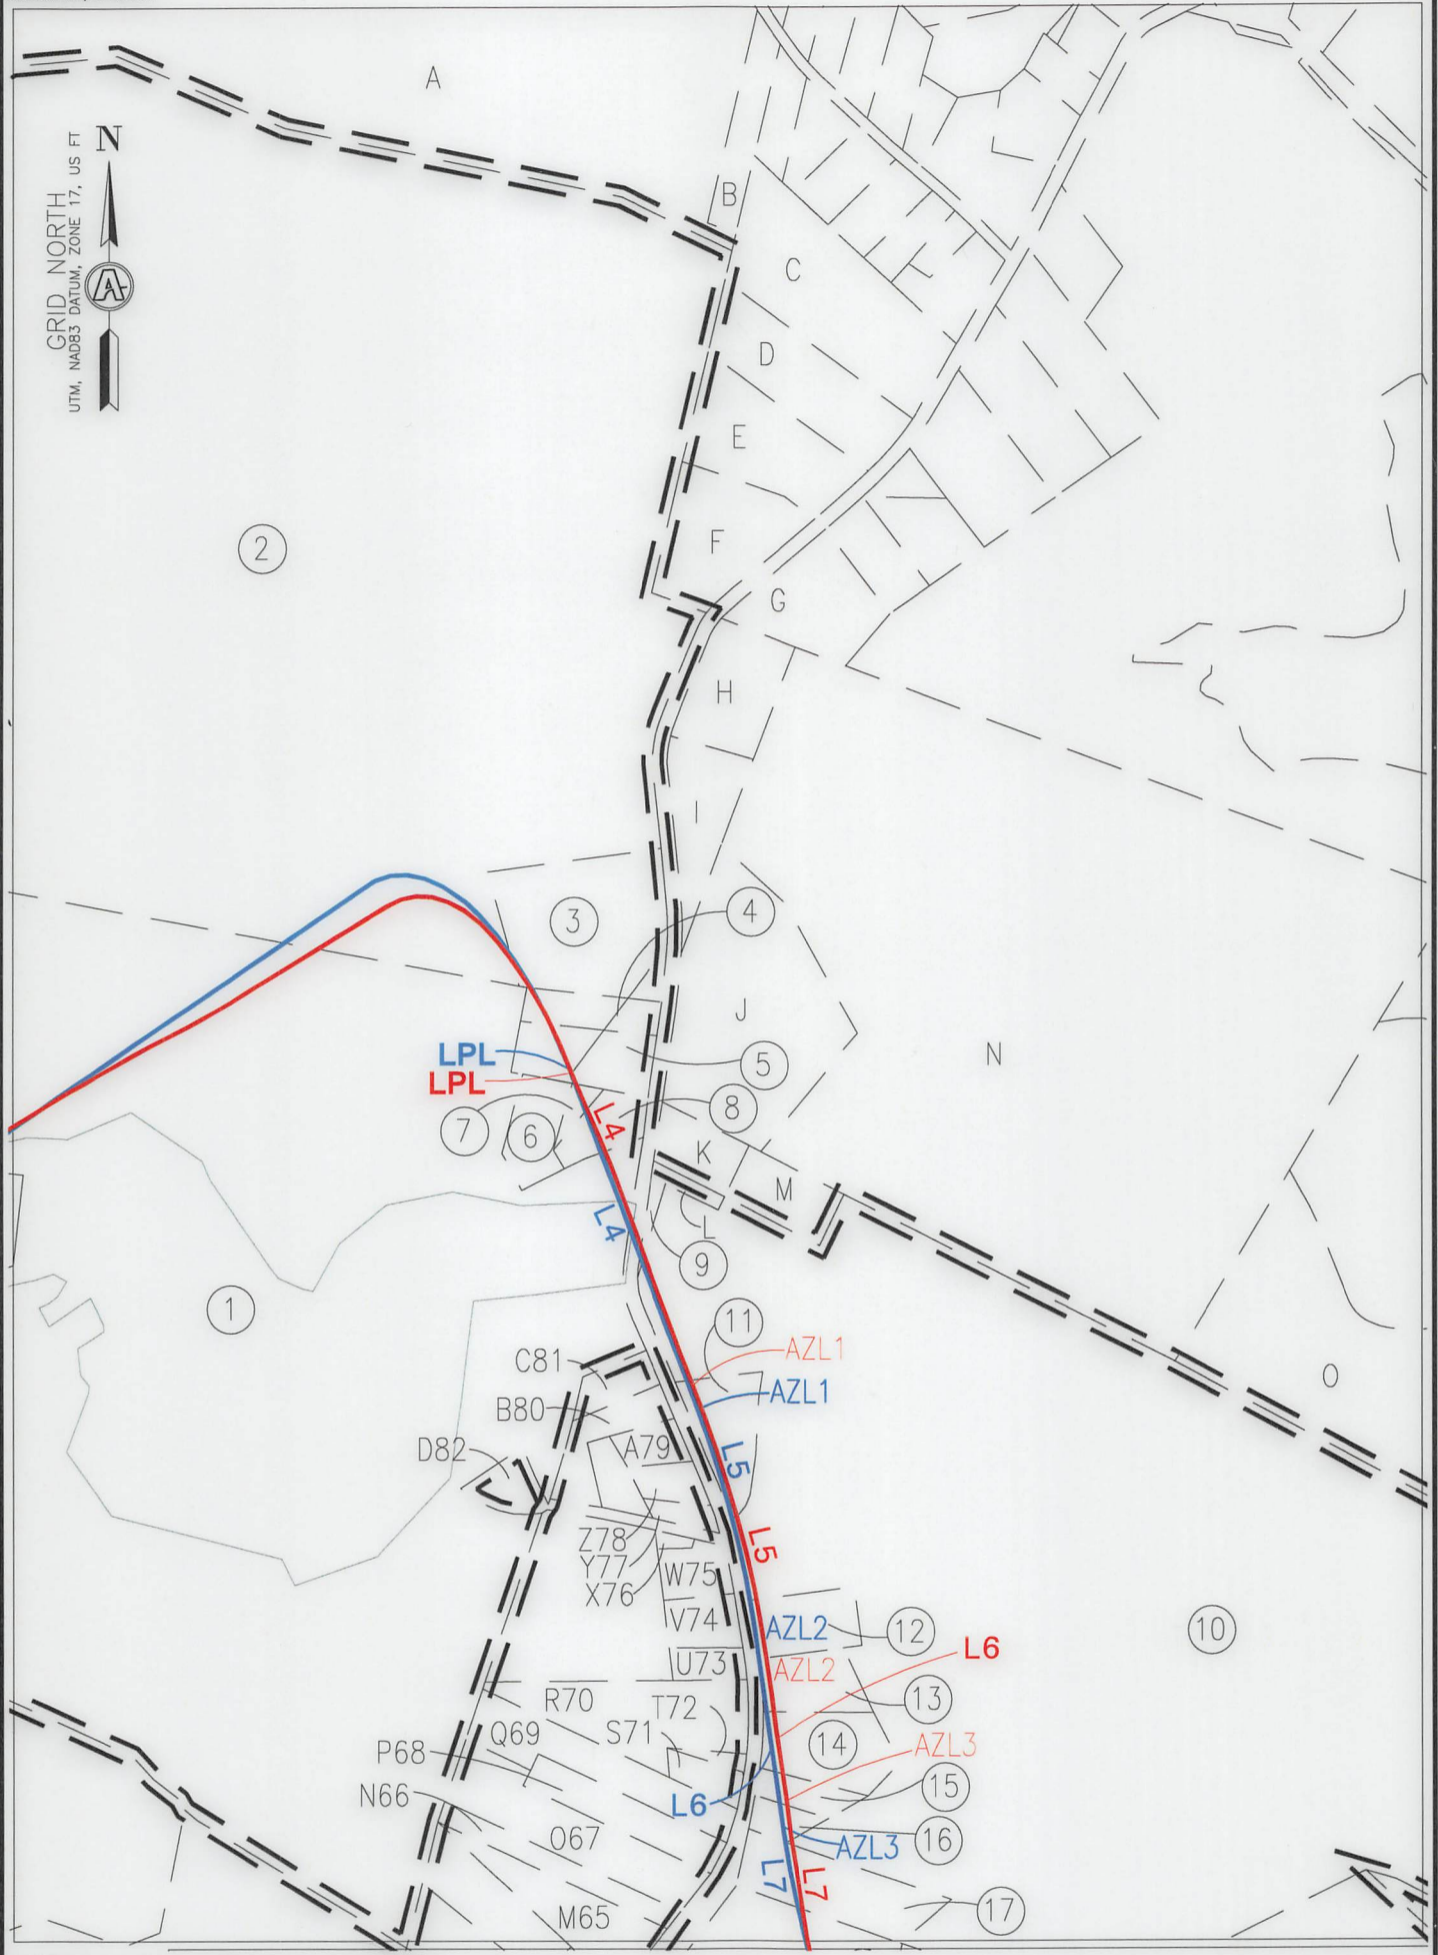 A
N
GRID NORTH
UTM, NAD83 DATUM, ZONE 17, US FT
A
B
C
D
E
2
F
G
H
I
3
4
J
N
LPL
5
LPL
7
6
L4
8
K
M
L4
L
9
1
11
C81
AZL1
O
AZL1
B80
D82
A79
L5
Z78
L5
Y77
W75
X76
V74
AZL2
12
10
U73
AZL2
L6
R70
T72
13
Q69
S71
14
AZL3
P68
15
N66
L6
O67
AZL3
16
L7
L7
M65
17